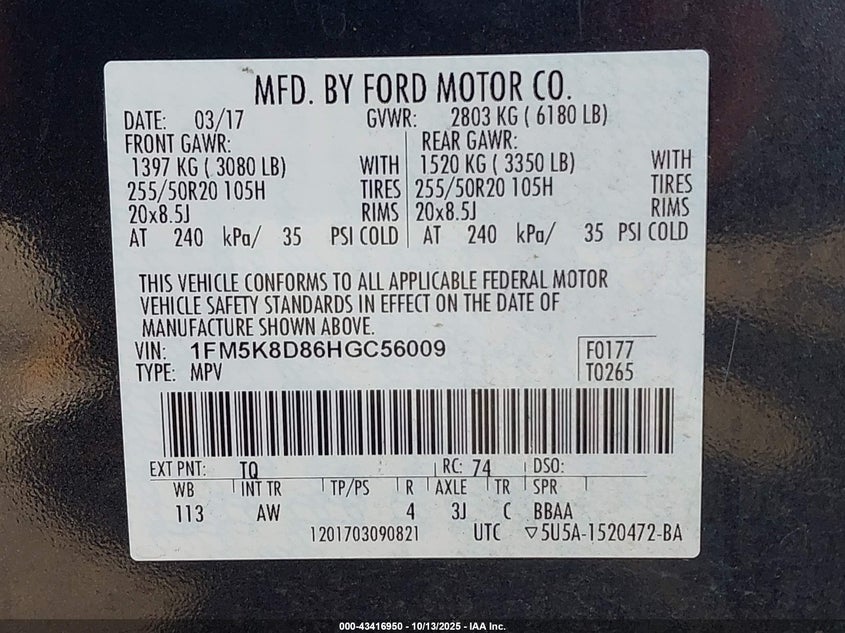 MFD. BY FORD MOTOR CO.
DATE: 03/17 GVWR: 2803 KG ( 6180 LB)
FRONT GAWR: REAR GAWR:
1397 KG ( 3080 LB) WITH 1520 KG ( 3350 LB) WITH
255/50R20 105H TIRES 255/50R20 105H TIRES
20x8.5J RIMS 20x8.5J RIMS
AT 240 kPa/ 35 PSI COLD AT 240 kPa/ 35 PSI COLD
THIS VEHICLE CONFORMS TO ALL APPLICABLE FEDERAL MOTOR
VEHICLE SAFETY STANDARDS IN EFFECT ON THE DATE OF
MANUFACTURE SHOWN ABOVE.
VIN: 1FM5K8D86HGC56009 F0177
TYPE: MPV T0265
EXT PNT: TQ RC: 74 DSO:
WB INT TR TP/PS R AXLE TR SPR
113 AW 4 3J C BBAA
1201703090821 UTC ▽5U5A-1520472-BA
000-43416950 - 10/13/2025 - IAA Inc.